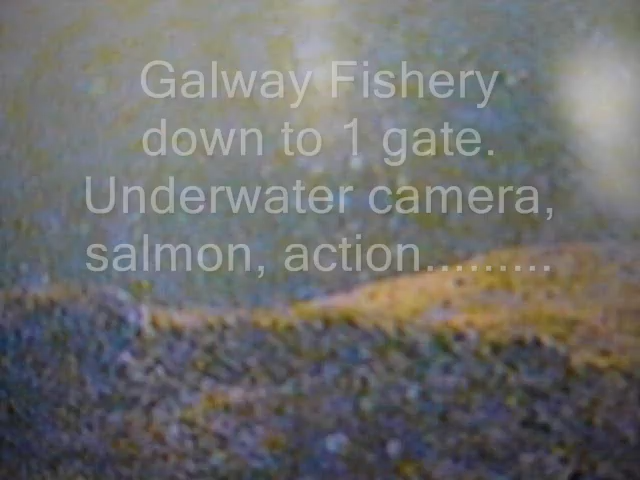 Galway Fishery
down to 1 gate.
Underwater camera,
salmon, action.........